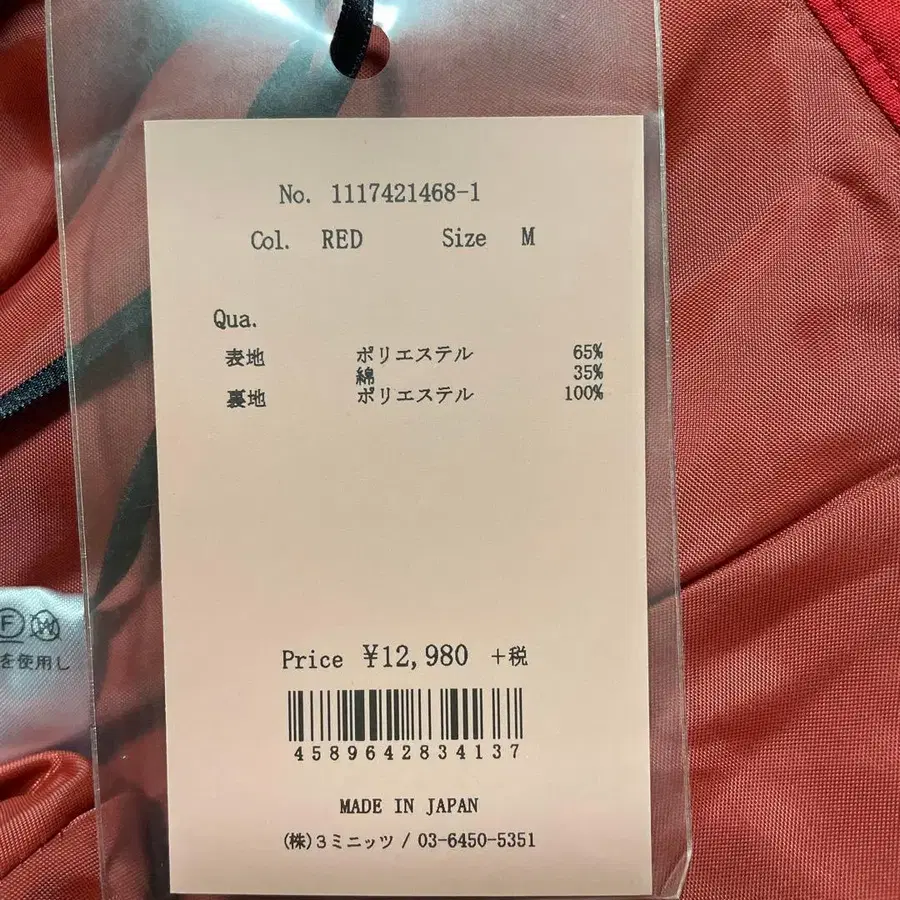 No. 1117421468-1
Col. RED Size M
Qua.
表地 ポリエステル 65%
綿 35%
裏地 ポリエステル 100%
F W
を使用し
Price ¥12,980 +税
4589642834137
MADE IN JAPAN
(株)3ミニッツ / 03-6450-5351